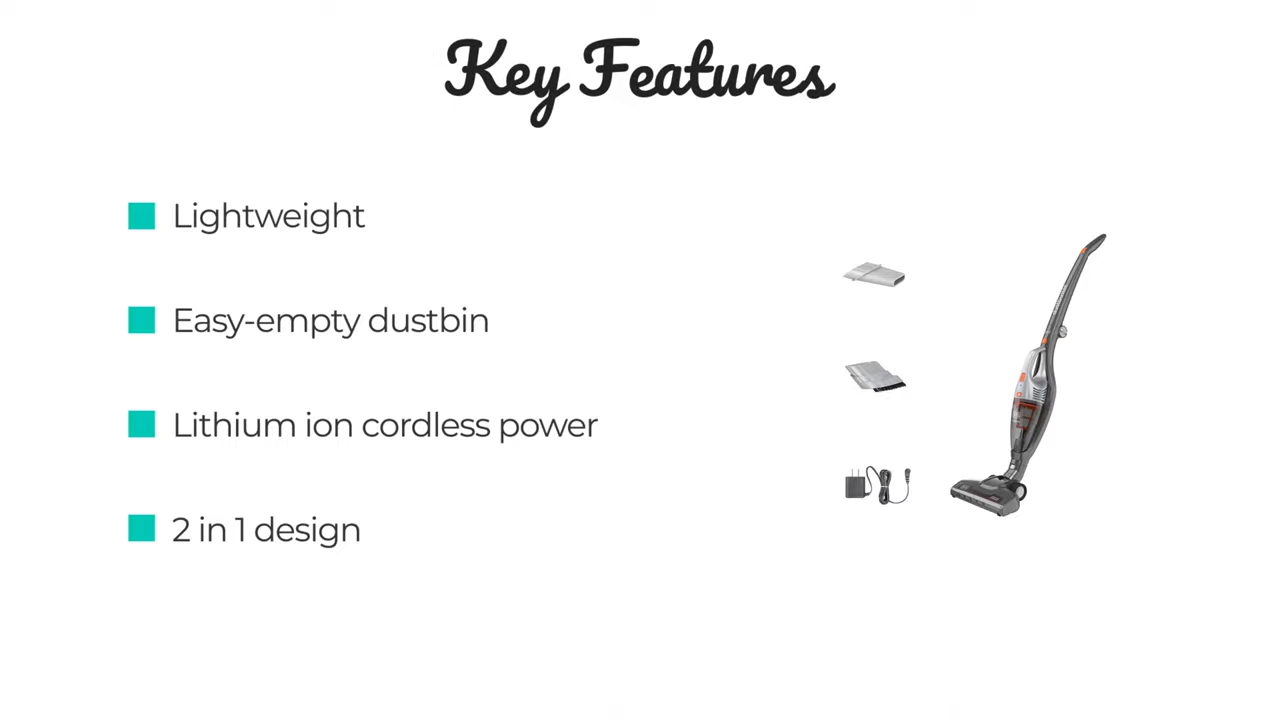 Key Features
Lightweight
Easy-empty dustbin
Lithium ion cordless power
2 in 1 design